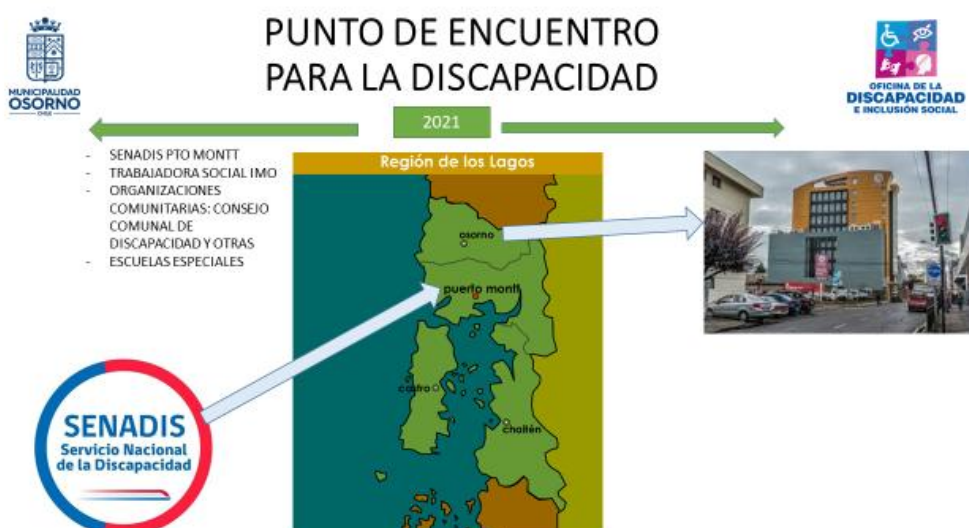 PUNTO DE ENCUENTRO
PARA LA DISCAPACIDAD
MUNICIPALIDAD
OSORNO
CHILE
OFICINA DE LA
DISCAPACIDAD
E INCLUSIÓN SOCIAL
2021
- SENADIS PTO MONTT
- TRABAJADORA SOCIAL IMO
- ORGANIZACIONES
COMUNITARIAS: CONSEJO
COMUNAL DE
DISCAPACIDAD Y OTRAS
- ESCUELAS ESPECIALES
Región de los Lagos
osorno
puerto montt
castro
chaitén
SENADIS
Servicio Nacional
de la Discapacidad